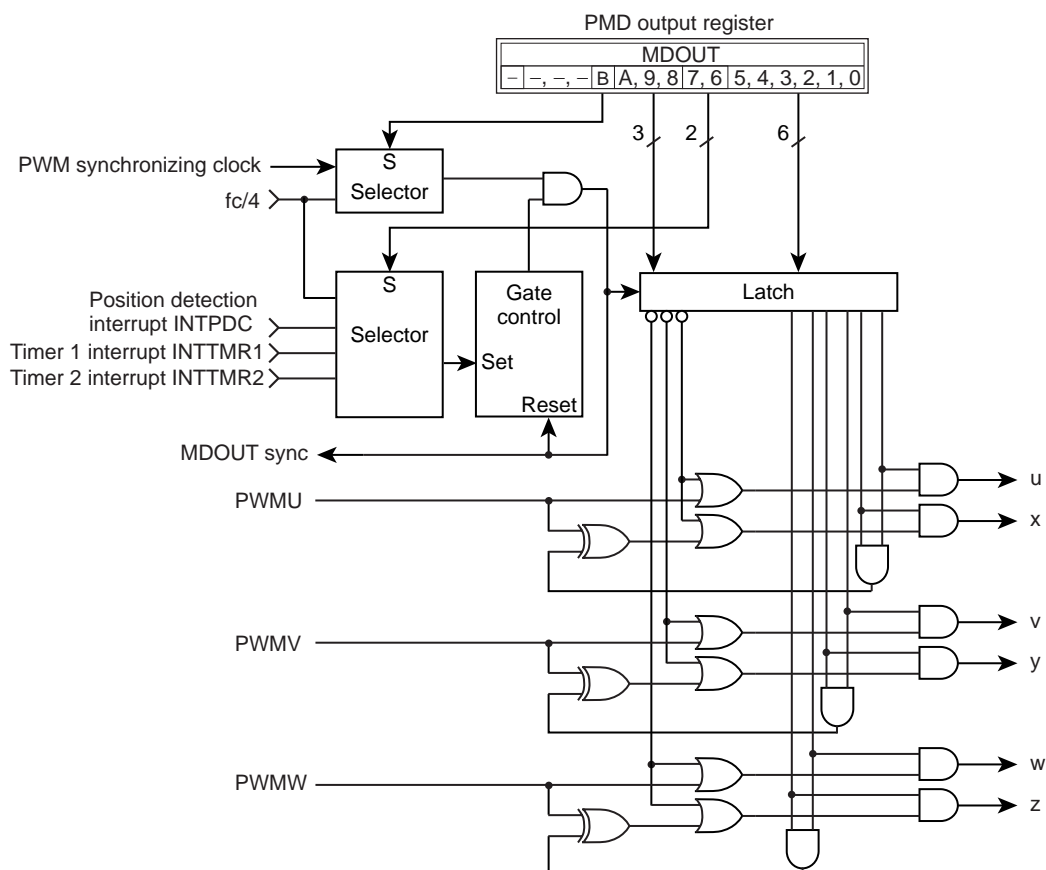 PMD output register
MDOUT
– –, –, – B A, 9, 8 7, 6 5, 4, 3, 2, 1, 0
3 2 6
PWM synchronizing clock
S
Selector
fc/4
S
Selector
Gate
control
Set
Reset
Latch
Position detection
interrupt INTPDC
Timer 1 interrupt INTTMR1
Timer 2 interrupt INTTMR2
MDOUT sync
PWMU
u
x
PWMV
v
y
PWMW
w
z